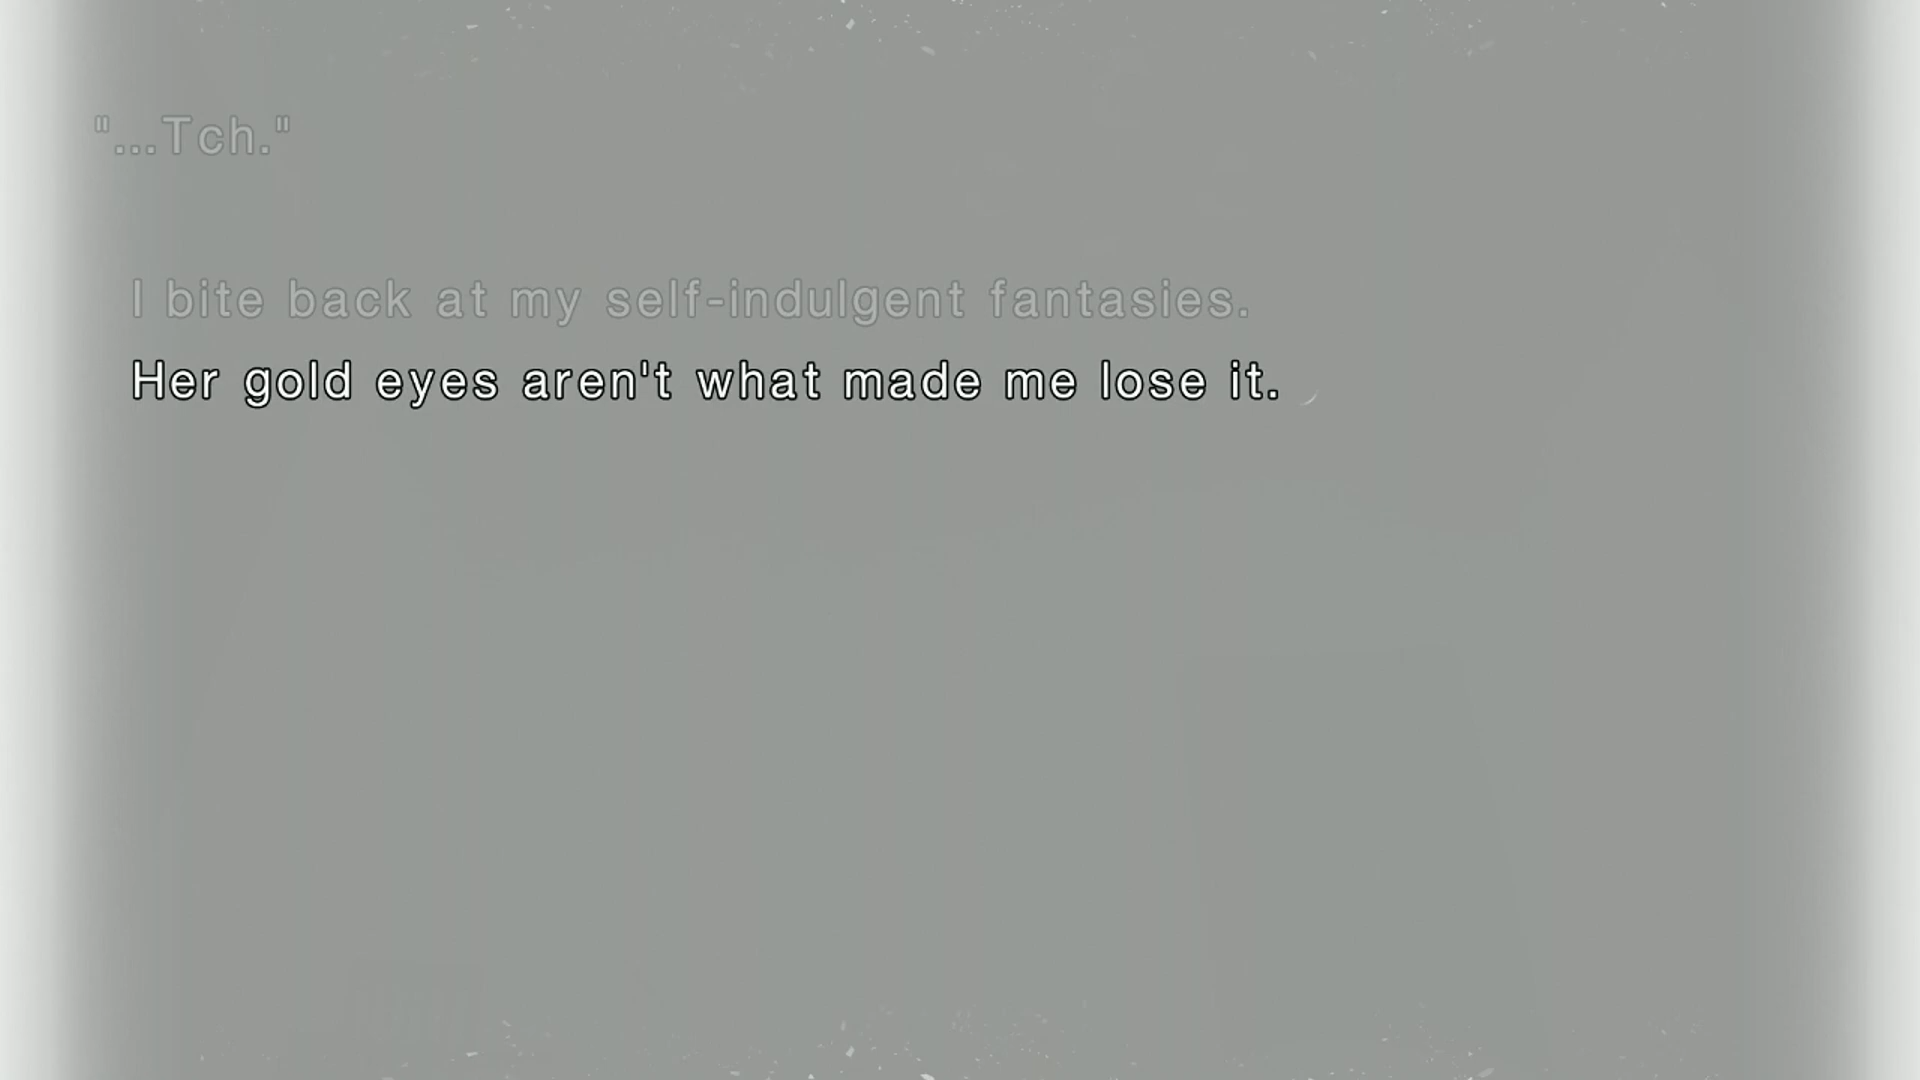 "...Tch."
I bite back at my self-indulgent fantasies.
Her gold eyes aren't what made me lose it.